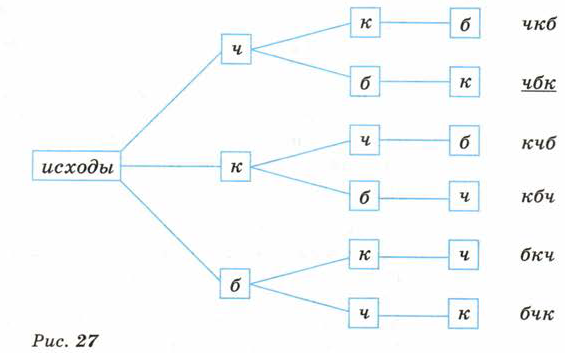 к б чкб
ч
б к чбк
ч б кчб
исходы к
б ч кбч
к ч бкч
б
ч к бчк
Рис. 27